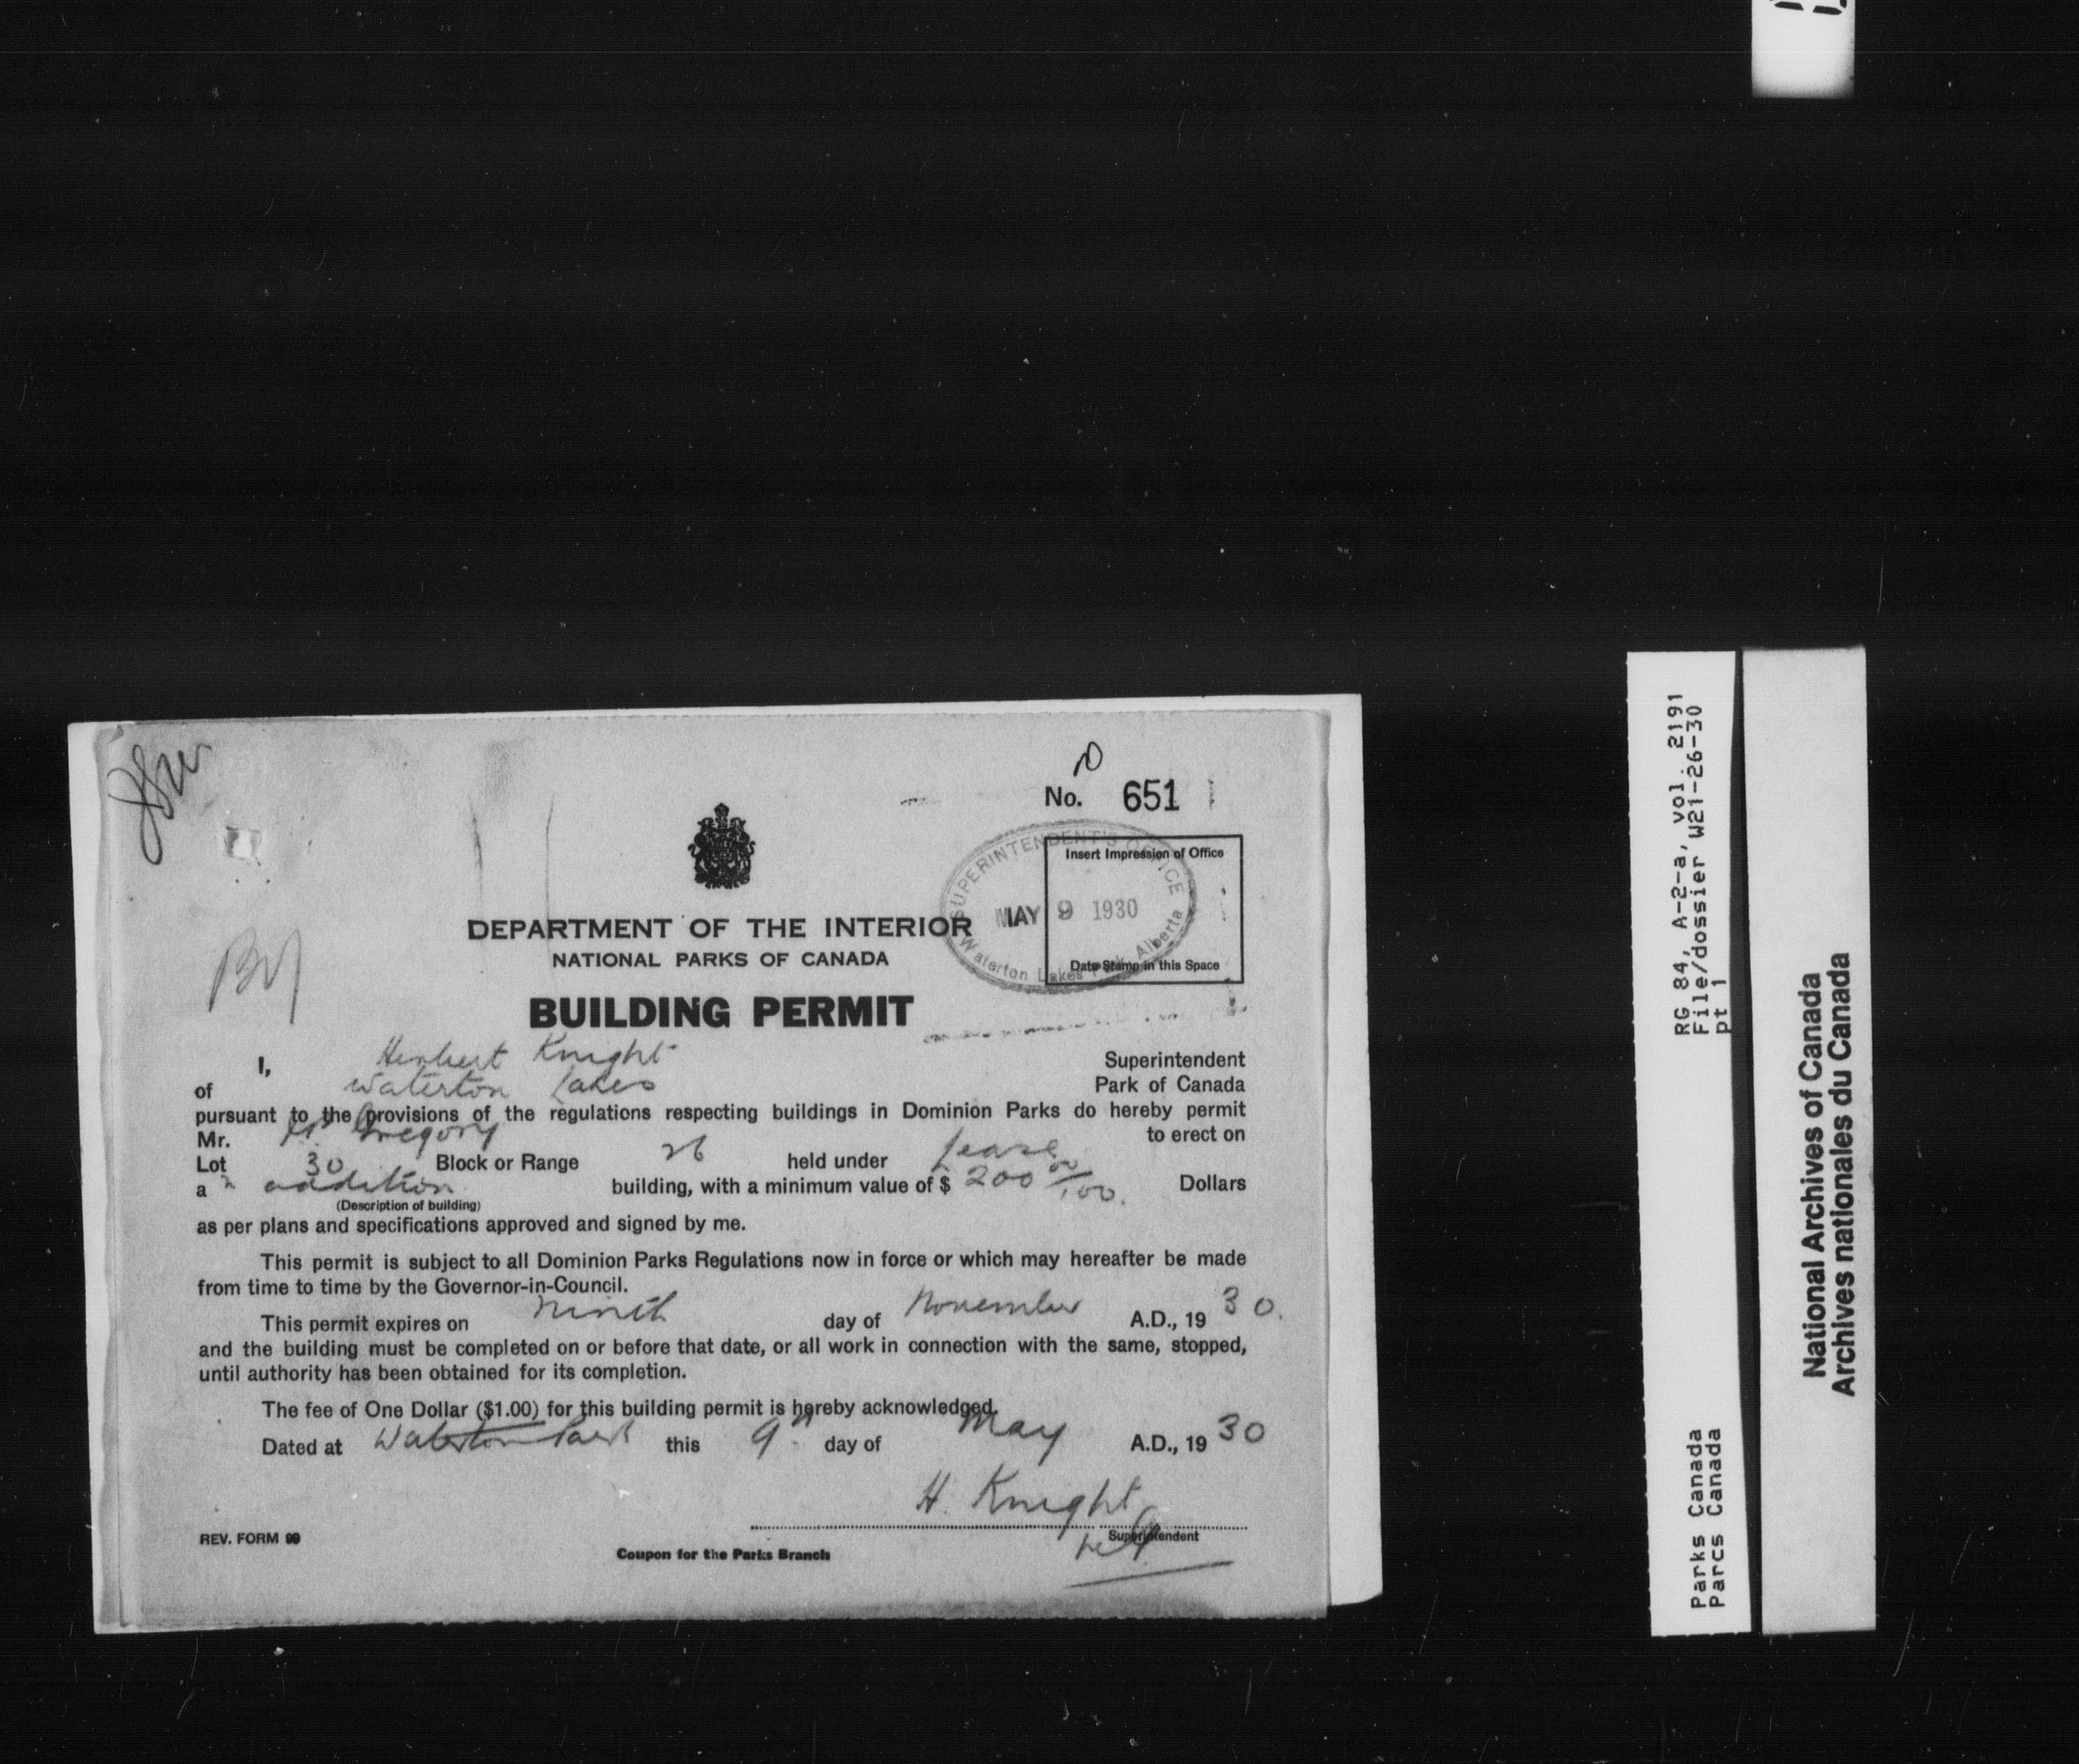 No. 651
SUPERINTENDENT'S OFFICE
Insert Impression of Office
MAY 9 1930
Waterton Lakes Park, Alberta
Date Stamp in this Space
DEPARTMENT OF THE INTERIOR
NATIONAL PARKS OF CANADA
BUILDING PERMIT
I, Herbert Knight Superintendent
of Waterton Lakes Park of Canada
pursuant to the provisions of the regulations respecting buildings in Dominion Parks do hereby permit
Mr. Gregory to erect on
Lot 30 Block or Range 26 held under lease
a n addition building, with a minimum value of $ 200 00/100 Dollars
(Description of building)
as per plans and specifications approved and signed by me.
This permit is subject to all Dominion Parks Regulations now in force or which may hereafter be made
from time to time by the Governor-in-Council.
This permit expires on ninth day of November A.D., 19 30.
and the building must be completed on or before that date, or all work in connection with the same, stopped,
until authority has been obtained for its completion.
The fee of One Dollar ($1.00) for this building permit is hereby acknowledged.
Dated at Waterton Park this 9th day of May A.D., 19 30
H. Knight
Superintendent
REV. FORM 99
Coupon for the Parks Branch
RG 84, A-2-a, vol. 2191
File/dossier W21-26-30
pt 1
Parks Canada
Parcs Canada
National Archives of Canada
Archives nationales du Canada